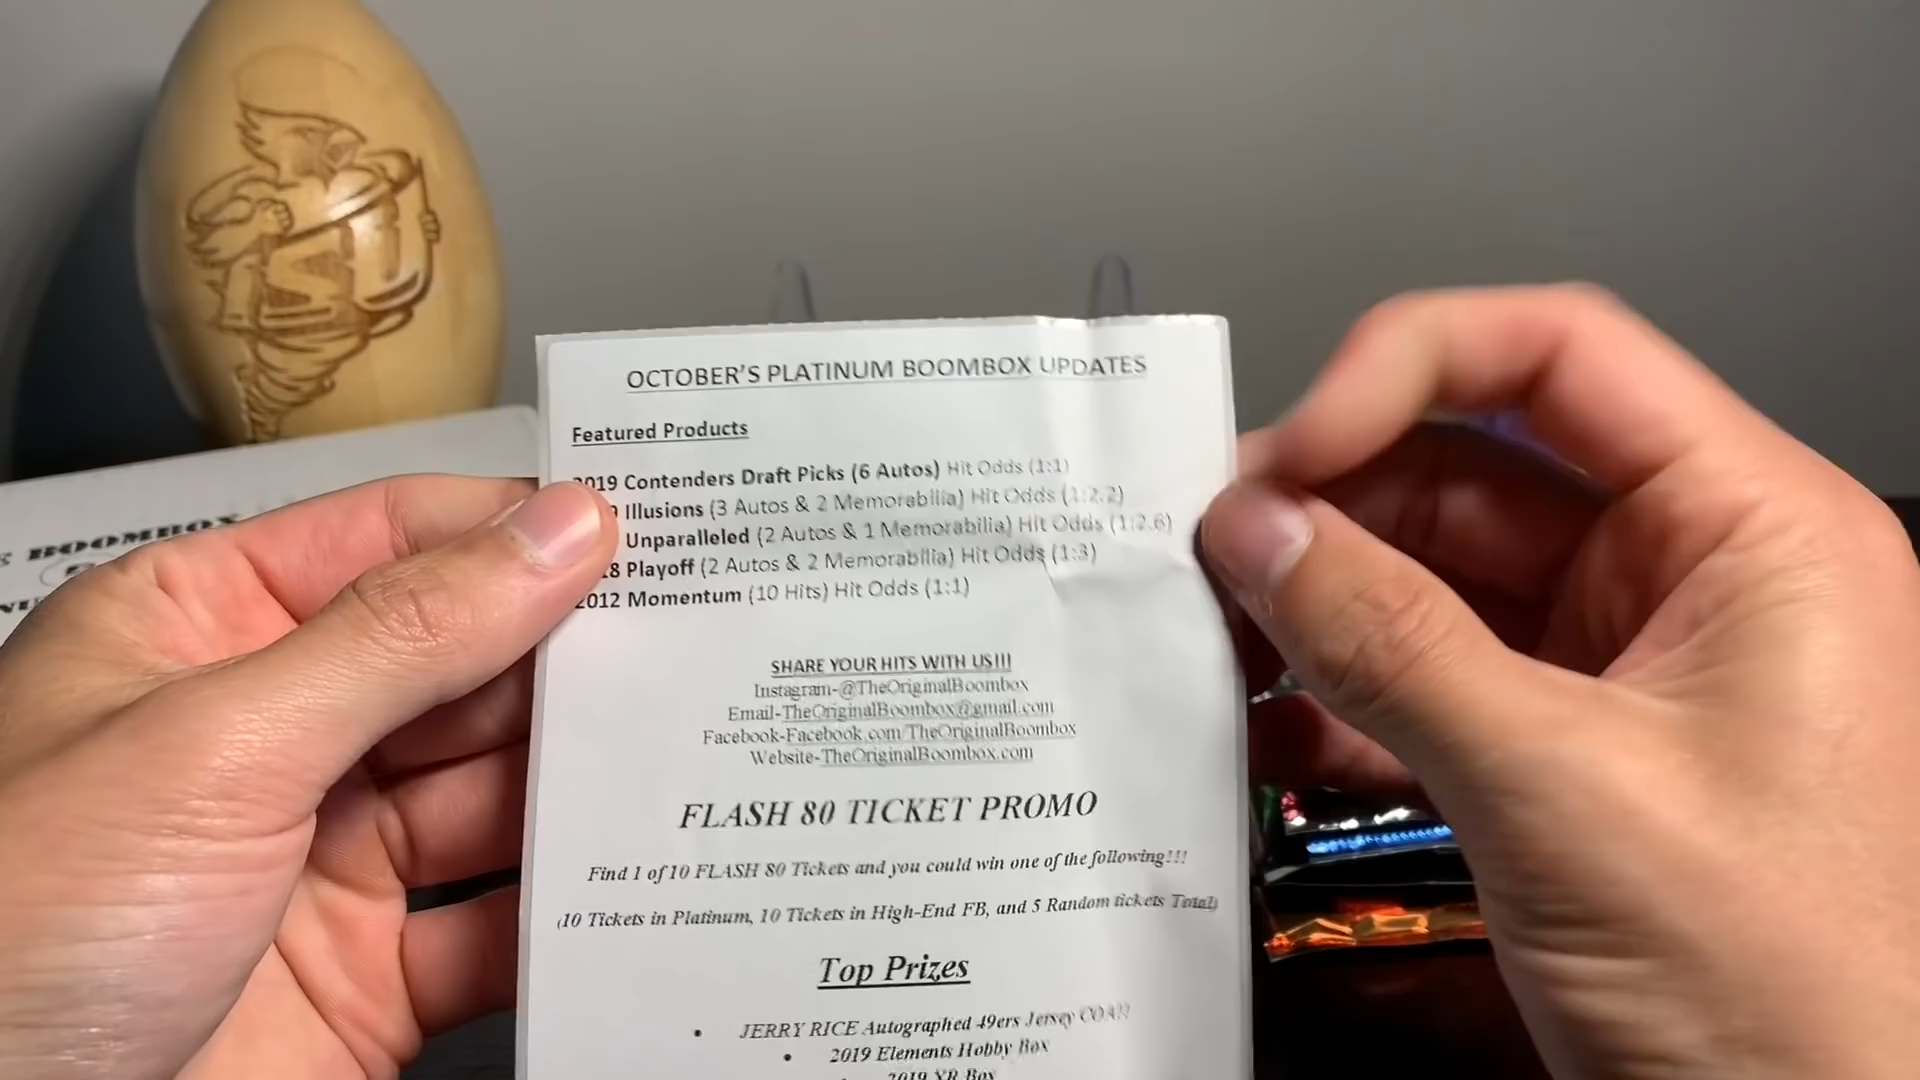 OCTOBER'S PLATINUM BOOMBOX UPDATES
Featured Products
2019 Contenders Draft Picks (6 Autos) Hit Odds (1:1)
Illusions (3 Autos & 2 Memorabilia) Hit Odds (1:2.2)
Unparalleled (2 Autos & 1 Memorabilia) Hit Odds (1:2.6)
18 Playoff (2 Autos & 2 Memorabilia) Hit Odds (1:3)
2012 Momentum (10 Hits) Hit Odds (1:1)
SHARE YOUR HITS WITH US!!!
Instagram-@TheOriginalBoombox
Email-TheOriginalBoombox@gmail.com
Facebook-Facebook.com/TheOriginalBoombox
Website-TheOriginalBoombox.com
FLASH 80 TICKET PROMO
Find 1 of 10 FLASH 80 Tickets and you could win one of the following!!!
(10 Tickets in Platinum, 10 Tickets in High-End FB, and 5 Random tickets Total)
Top Prizes
• JERRY RICE Autographed 49ers Jersey COA!!
• 2019 Elements Hobby Box
• 2019 XR Box
BOOMBOX